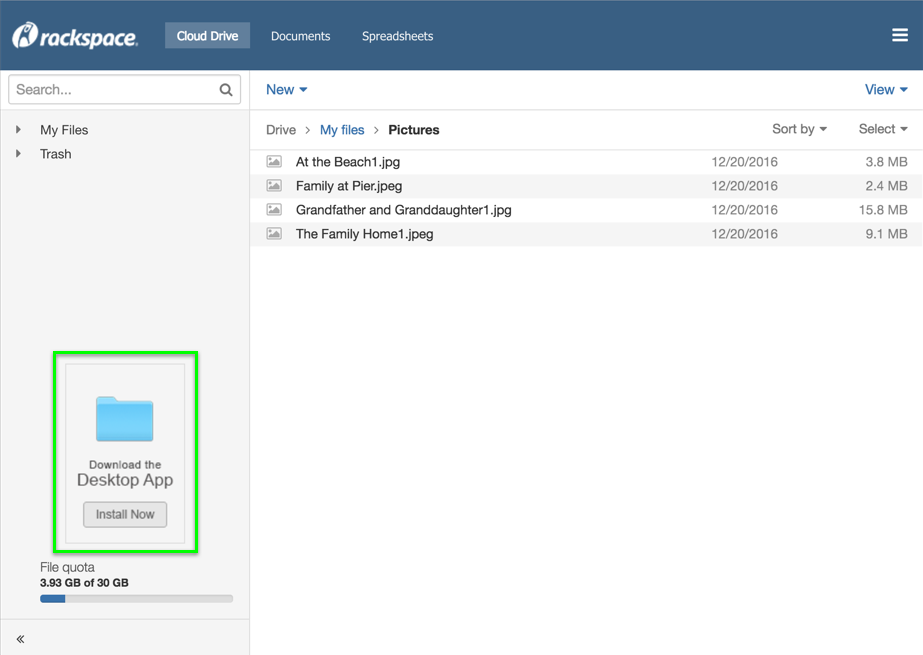 rackspace.
Cloud Drive Documents Spreadsheets
Search...
New View
My Files
Trash
Drive > My files > Pictures Sort by Select
At the Beach1.jpg 12/20/2016 3.8 MB
Family at Pier.jpeg 12/20/2016 2.4 MB
Grandfather and Granddaughter1.jpg 12/20/2016 15.8 MB
The Family Home1.jpeg 12/20/2016 9.1 MB
Download the
Desktop App
Install Now
File quota
3.93 GB of 30 GB
«